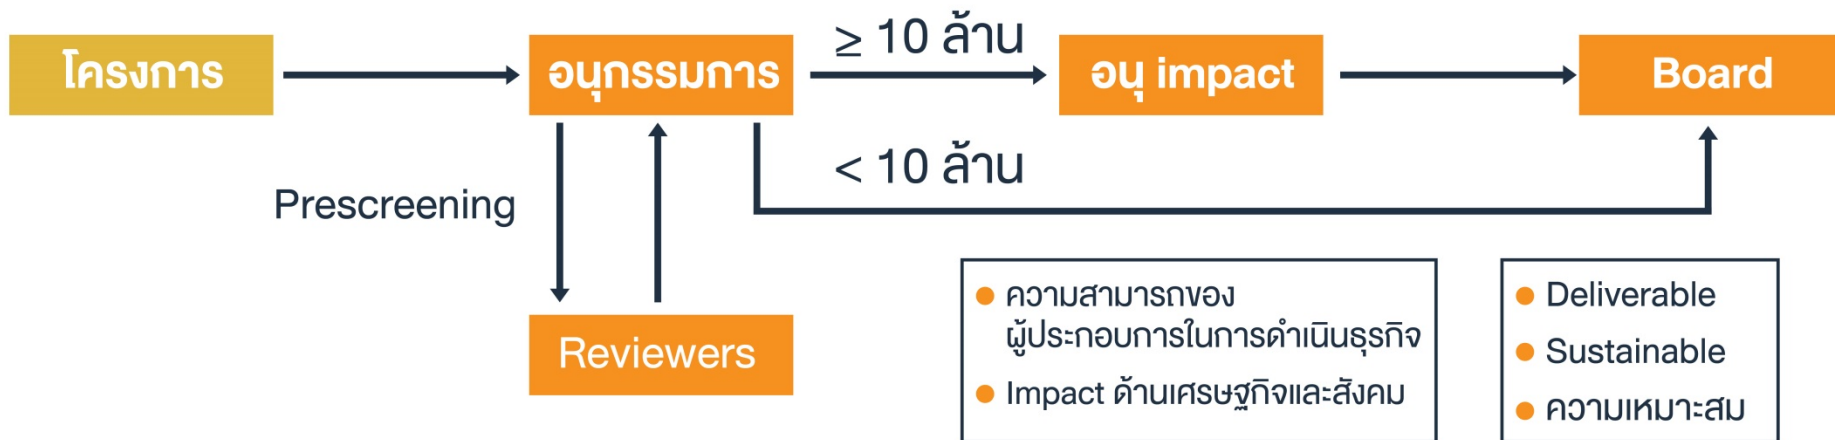 โครงการ
อนุกรรมการ
≥ 10 ล้าน
อนุ impact
Board
< 10 ล้าน
Prescreening
Reviewers
ความสามารถของ
ผู้ประกอบการในการดำเนินธุรกิจ
Impact ด้านเศรษฐกิจและสังคม
Deliverable
Sustainable
ความเหมาะสม